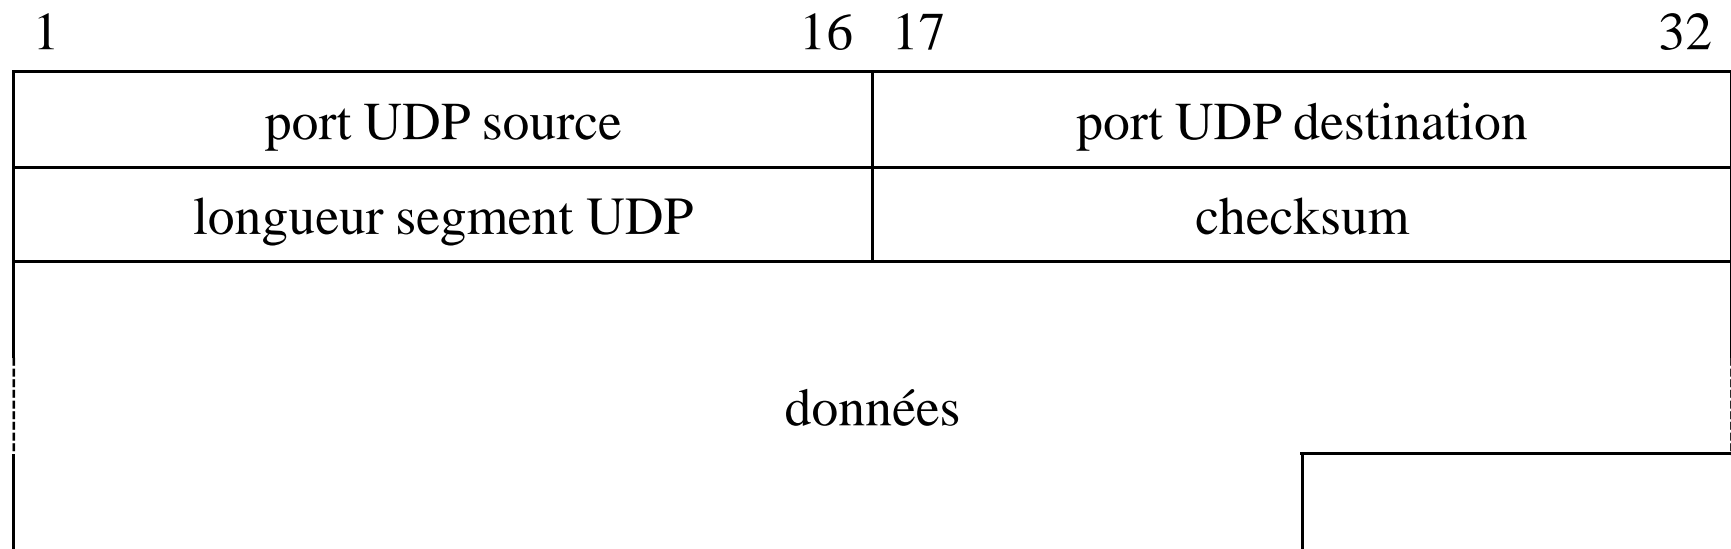 1 16 17 32
port UDP source port UDP destination
longueur segment UDP checksum
données